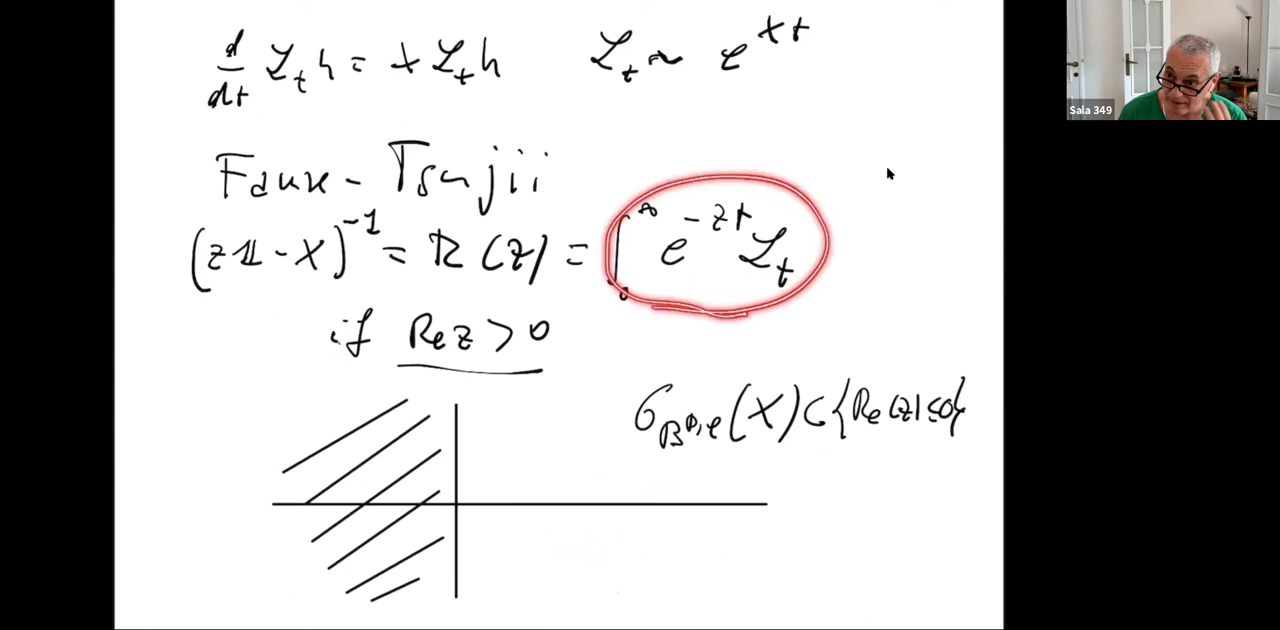 d/dt ℒ_t h = X ℒ_t h    ℒ_t ~ e^{Xt}
Faure - Tsujii
(z𝟙 - X)^{-1} = R(z) = ∫_0^∞ e^{-zt} ℒ_t
if Re z > 0
σ_{B^{p,q}}(X) ⊂ {Re(z) ≤ 0}
Sala 349